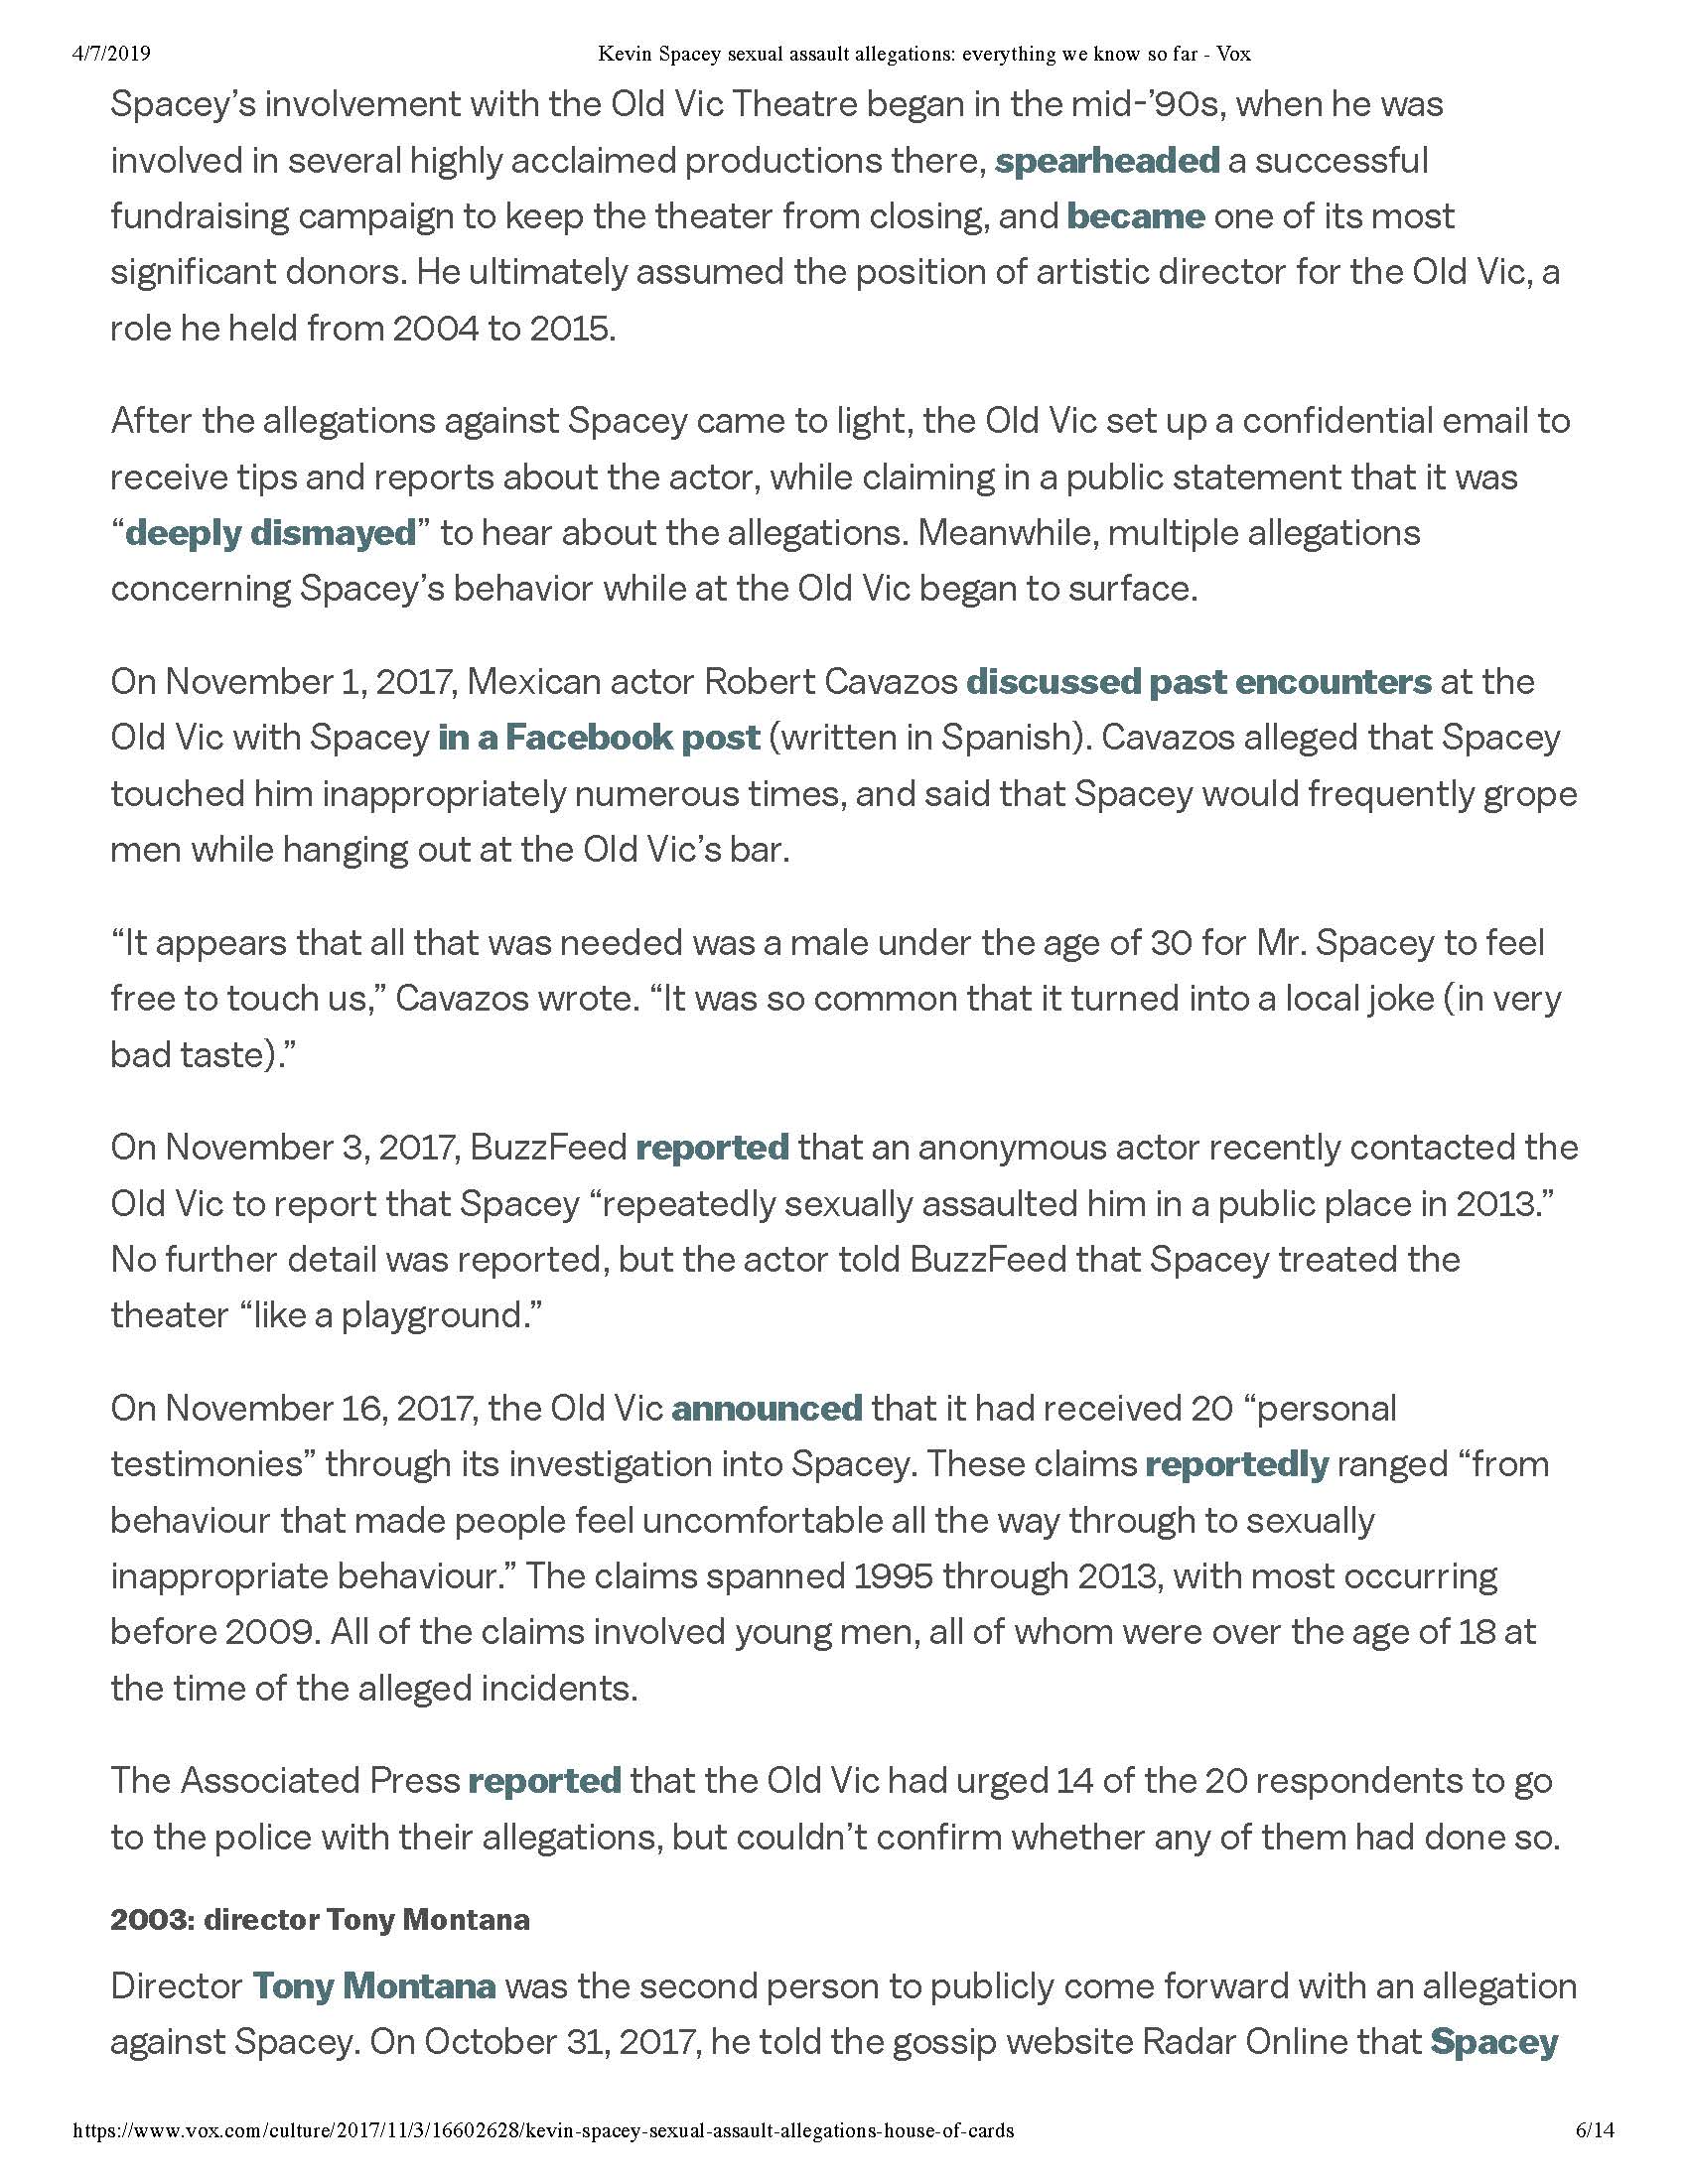 4/7/2019
Kevin Spacey sexual assault allegations: everything we know so far - Vox
Spacey’s involvement with the Old Vic Theatre began in the mid-’90s, when he was
involved in several highly acclaimed productions there, spearheaded a successful
fundraising campaign to keep the theater from closing, and became one of its most
significant donors. He ultimately assumed the position of artistic director for the Old Vic, a
role he held from 2004 to 2015.
After the allegations against Spacey came to light, the Old Vic set up a confidential email to
receive tips and reports about the actor, while claiming in a public statement that it was
“deeply dismayed” to hear about the allegations. Meanwhile, multiple allegations
concerning Spacey’s behavior while at the Old Vic began to surface.
On November 1, 2017, Mexican actor Robert Cavazos discussed past encounters at the
Old Vic with Spacey in a Facebook post (written in Spanish). Cavazos alleged that Spacey
touched him inappropriately numerous times, and said that Spacey would frequently grope
men while hanging out at the Old Vic’s bar.
“It appears that all that was needed was a male under the age of 30 for Mr. Spacey to feel
free to touch us,” Cavazos wrote. “It was so common that it turned into a local joke (in very
bad taste).”
On November 3, 2017, BuzzFeed reported that an anonymous actor recently contacted the
Old Vic to report that Spacey “repeatedly sexually assaulted him in a public place in 2013.”
No further detail was reported, but the actor told BuzzFeed that Spacey treated the
theater “like a playground.”
On November 16, 2017, the Old Vic announced that it had received 20 “personal
testimonies” through its investigation into Spacey. These claims reportedly ranged “from
behaviour that made people feel uncomfortable all the way through to sexually
inappropriate behaviour.” The claims spanned 1995 through 2013, with most occurring
before 2009. All of the claims involved young men, all of whom were over the age of 18 at
the time of the alleged incidents.
The Associated Press reported that the Old Vic had urged 14 of the 20 respondents to go
to the police with their allegations, but couldn’t confirm whether any of them had done so.
2003: director Tony Montana
Director Tony Montana was the second person to publicly come forward with an allegation
against Spacey. On October 31, 2017, he told the gossip website Radar Online that Spacey
https://www.vox.com/culture/2017/11/3/16602628/kevin-spacey-sexual-assault-allegations-house-of-cards
6/14